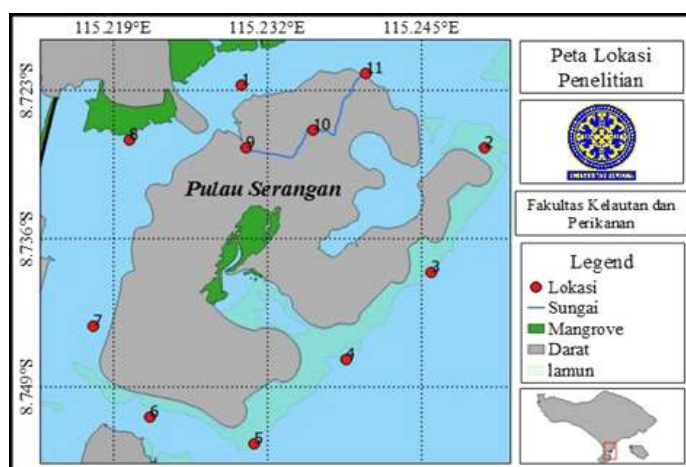 115.219°E 115.232°E 115.245°E
8.723°S
8.736°S
8.749°S
1
11
10
8
9
2
Pulau Serangan
3
7
4
6
5
Peta Lokasi
Penelitian
UNIVERSITAS UDAYANA
Fakultas Kelautan dan
Perikanan
Legend
Lokasi
Sungai
Mangrove
Darat
lamun